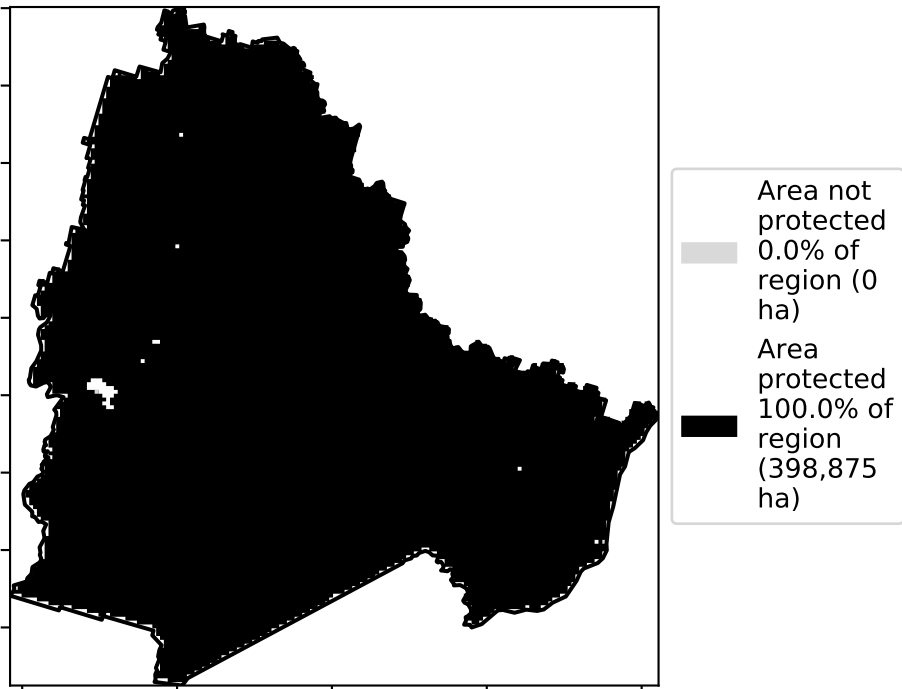 Area not
protected
0.0% of
region (0
ha)
Area
protected
100.0% of
region
(398,875
ha)